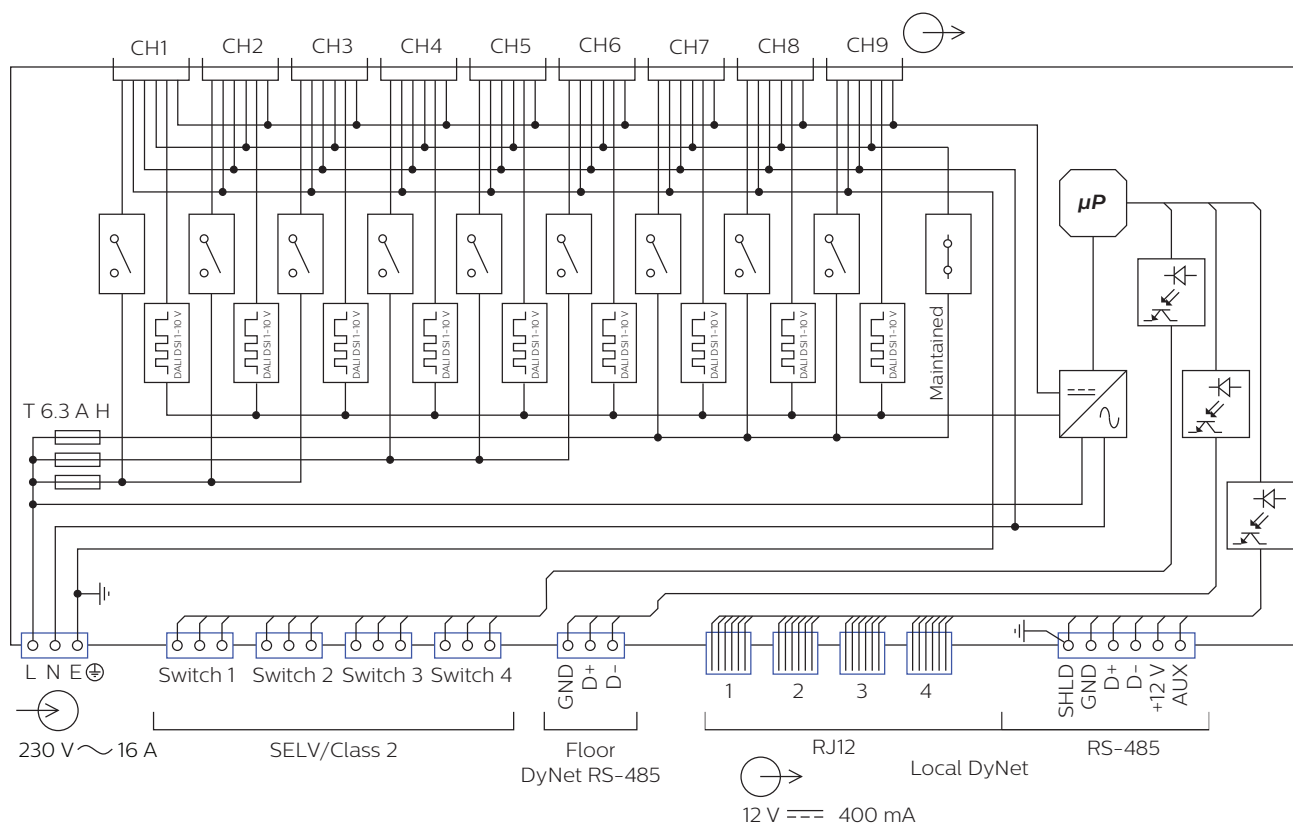 CH1 CH2 CH3 CH4 CH5 CH6 CH7 CH8 CH9
µP
DALI DSI 1-10 V
DALI DSI 1-10 V
DALI DSI 1-10 V
DALI DSI 1-10 V
DALI DSI 1-10 V
DALI DSI 1-10 V
DALI DSI 1-10 V
DALI DSI 1-10 V
DALI DSI 1-10 V
Maintained
T 6.3 A H
L N E
230 V ~ 16 A
Switch 1 Switch 2 Switch 3 Switch 4
SELV/Class 2
GND
D+
D-
Floor
DyNet RS-485
1 2 3 4
RJ12
Local DyNet
12 V 400 mA
SHLD
GND
D+
D-
+12 V
AUX
RS-485